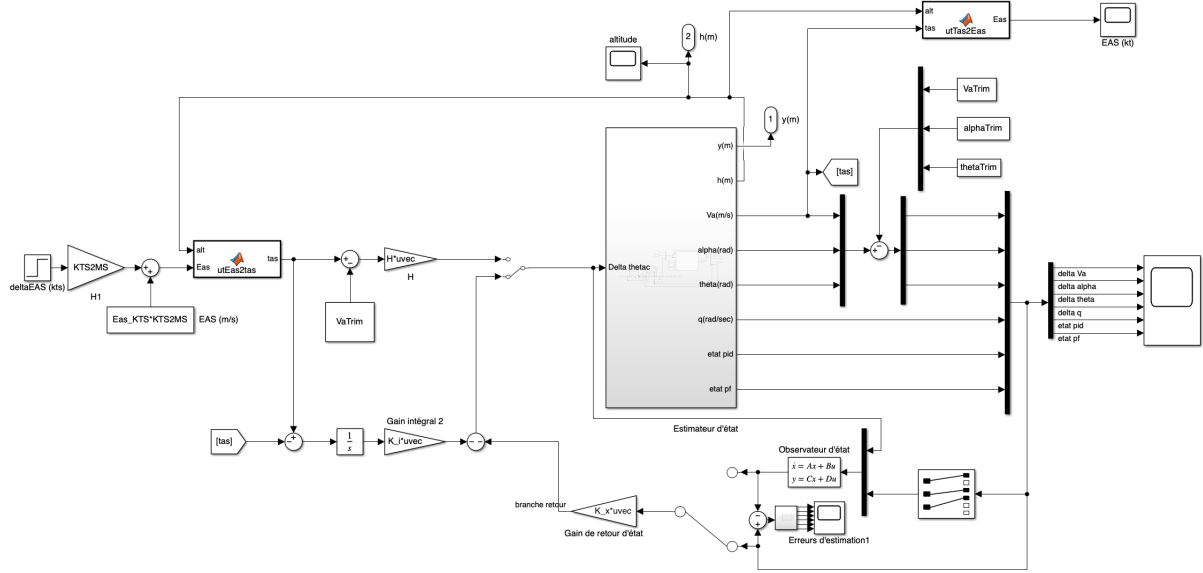 alt
tas
utTas2Eas
Eas
EAS (kt)
altitude
2
h(m)
VaTrim
alphaTrim
thetaTrim
1
y(m)
y(m)
h(m)
[tas]
Va(m/s)
alpha(rad)
theta(rad)
q(rad/sec)
etat pid
etat pf
Delta thetac
deltaEAS (kts)
KTS2MS
H1
Eas_KTS*KTS2MS
EAS (m/s)
alt
Eas
utEas2tas
tas
VaTrim
H*uvec
H
delta Va
delta alpha
delta theta
delta q
etat pid
etat pf
[tas]
1
s
Gain intégral 2
K_i*uvec
Estimateur d'état
Observateur d'état
ẋ = Ax + Bu
y = Cx + Du
Erreurs d'estimation1
branche retour
K_x*uvec
Gain de retour d'état